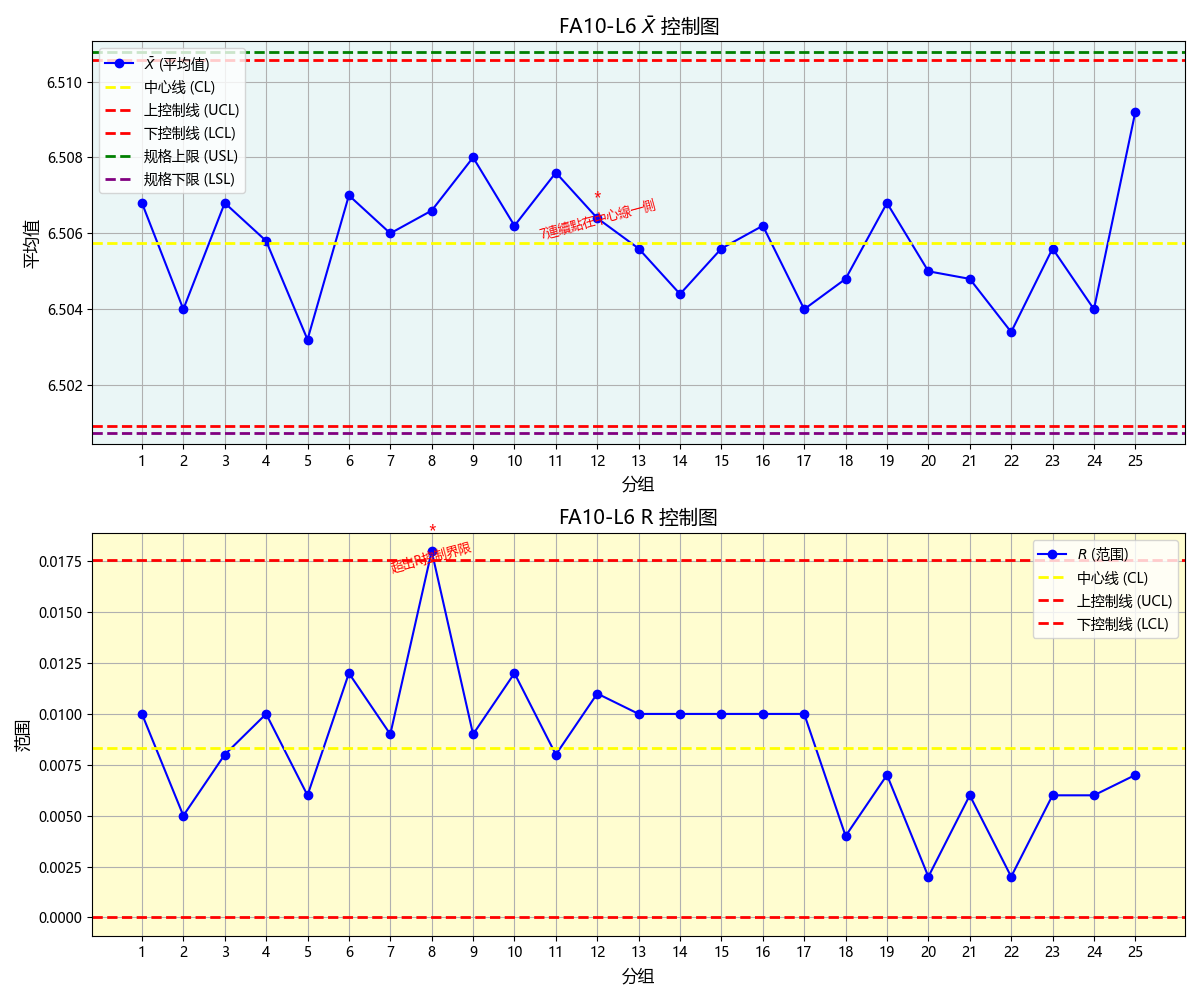 FA10-L6 X̄ 控制图
平均值
6.510
6.508
6.506
6.504
6.502
X̄ (平均值)
中心线 (CL)
上控制线 (UCL)
下控制线 (LCL)
规格上限 (USL)
规格下限 (LSL)
*
7連續點在中心線一側
1 2 3 4 5 6 7 8 9 10 11 12 13 14 15 16 17 18 19 20 21 22 23 24 25
分组
FA10-L6 R 控制图
范围
0.0175
0.0150
0.0125
0.0100
0.0075
0.0050
0.0025
0.0000
*
超出R控制界限
R (范围)
中心线 (CL)
上控制线 (UCL)
下控制线 (LCL)
1 2 3 4 5 6 7 8 9 10 11 12 13 14 15 16 17 18 19 20 21 22 23 24 25
分组